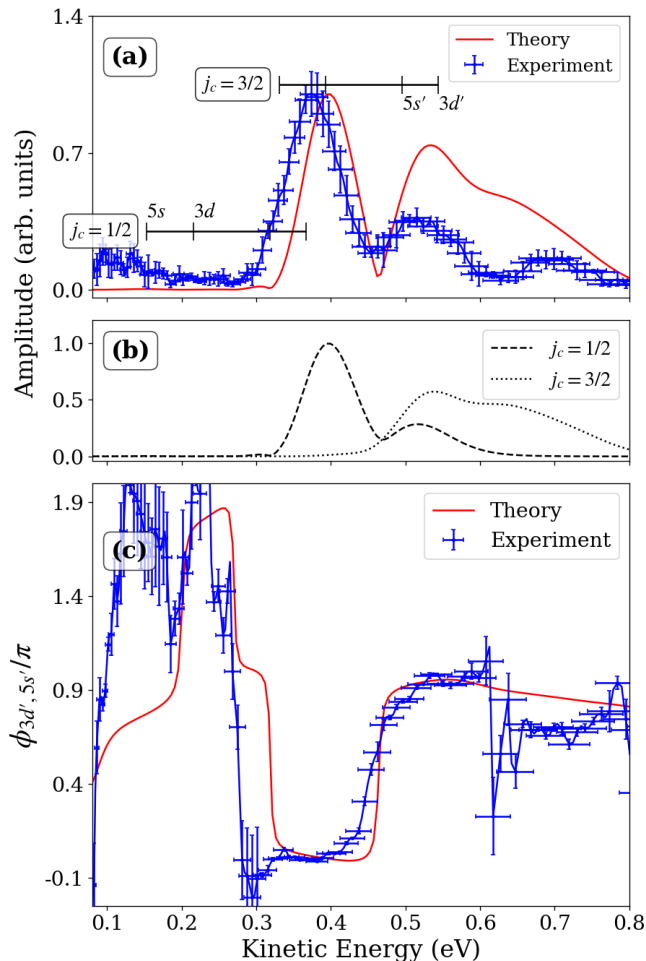 1.4
(a)
j_c = 3/2
Theory
Experiment
5s′ 3d′
0.7
5s 3d
j_c = 1/2
0.0
Amplitude (arb. units)
(b)
1.0
j_c = 1/2
0.5
j_c = 3/2
0.0
1.9
Theory
(c)
Experiment
1.4
0.9
0.4
-0.1
ϕ_{3d′, 5s′}/π
0.1 0.2 0.3 0.4 0.5 0.6 0.7 0.8
Kinetic Energy (eV)